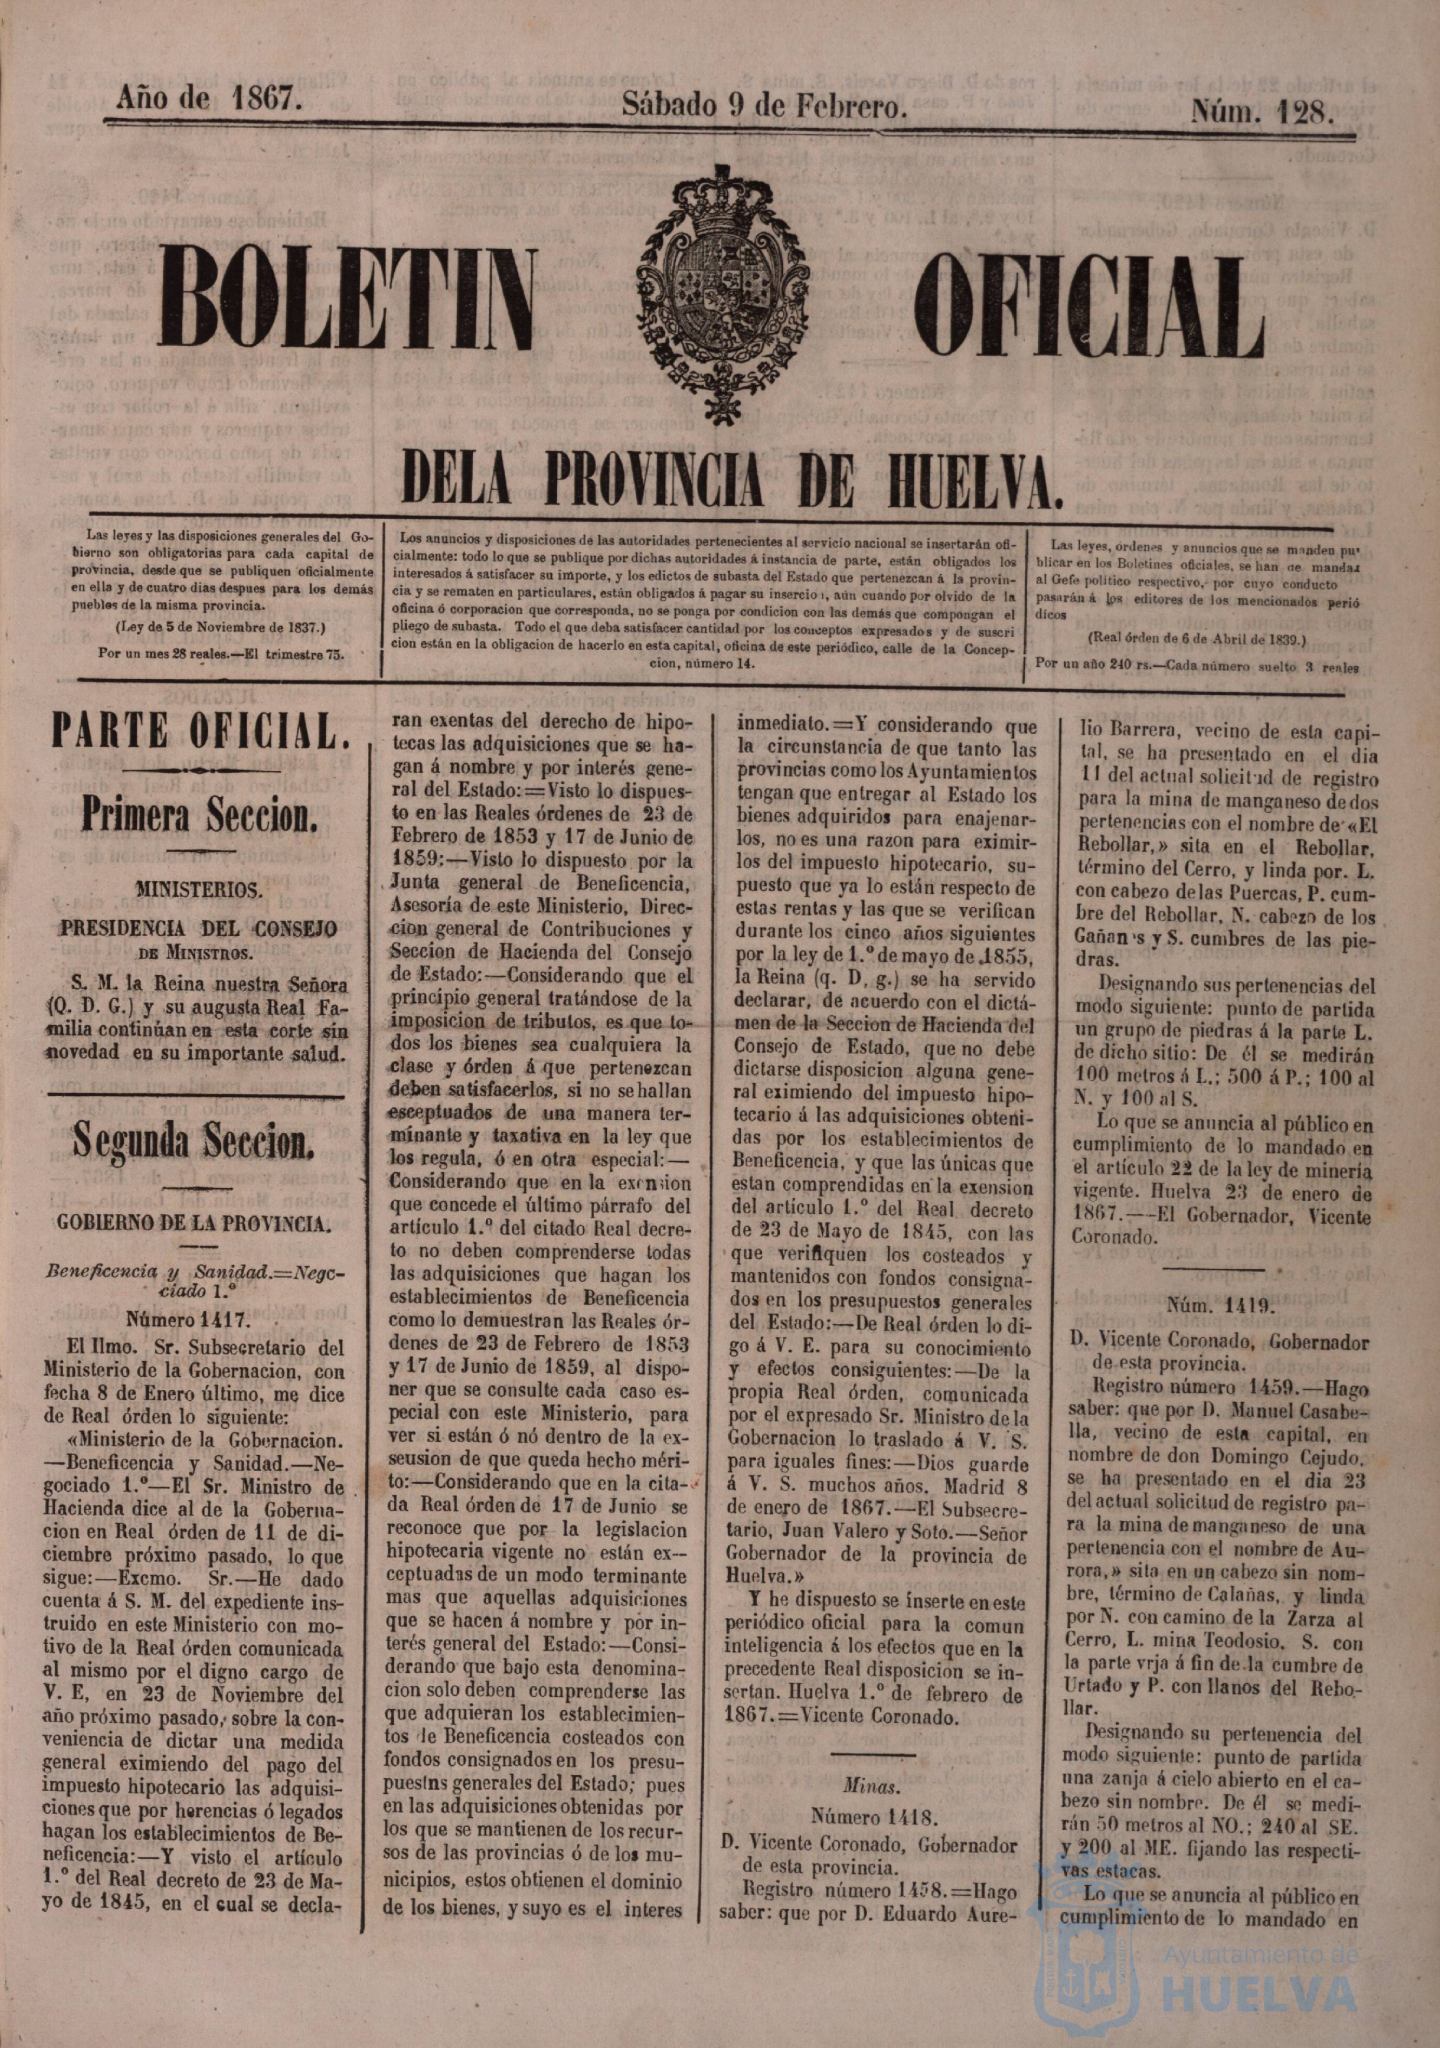 Año de 1867.
Sábado 9 de Febrero.
Núm. 128.
BOLETIN OFICIAL
DELA PROVINCIA DE HUELVA.
Las leyes y las disposiciones generales del Go-
bierno son obligatorias para cada capital de
provincia, desde que se publiquen oficialmente
en ella y de cuatro dias despues para los demás
pueblos de la misma provincia.
(Ley de 5 de Noviembre de 1837.)
Por un mes 28 reales.—El trimestre 75.
Los anuncios y disposiciones de las autoridades pertenecientes al servicio nacional se insertarán ofi-
cialmente: todo lo que se publique por dichas autoridades á instancia de parte, están obligados los
interesados á satisfacer su importe, y los edictos de subasta del Estado que pertenezcan á la provin-
cia y se rematen en particulares, están obligados á pagar su insercio, aún cuando por olvido de la
oficina ó corporacion que corresponda, no se ponga por condicion con las demás que compongan el
pliego de subasta. Todo el que deba satisfacer cantidad por los conceptos expresados y de suscri
cion están en la obligacion de hacerlo en esta capital, oficina de este periódico, calle de la Concep-
cion, número 14.
Las leyes, órdenes y anuncios que se manden pu
blicar en los Boletines oficiales, se han de mandar
al Gefe político respectivo, por cuyo conducto
pasarán á los editores de los mencionados perió
dicos
(Real órden de 6 de Abril de 1839.)
Por un año 240 rs.—Cada número suelto 3 reales
PARTE OFICIAL.
Primera Seccion.
MINISTERIOS.
PRESIDENCIA DEL CONSEJO
DE MINISTROS.
S. M. la Reina nuestra Señora
(Q. D. G.) y su augusta Real Fa-
milia continúan en esta corte sin
novedad en su importante salud.
Segunda Seccion.
GOBIERNO DE LA PROVINCIA.
Beneficencia y Sanidad.=Nego-
ciado 1.º
Número 1417.
El Ilmo. Sr. Subsecretario del
Ministerio de la Gobernacion, con
fecha 8 de Enero último, me dice
de Real órden lo siguiente:
«Ministerio de la Gobernacion.
—Beneficencia y Sanidad.—Ne-
gociado 1.º—El Sr. Ministro de
Hacienda dice al de la Goberna-
cion en Real órden de 11 de di-
ciembre próximo pasado, lo que
sigue:—Excmo. Sr.—He dado
cuenta á S. M. del expediente ins-
truido en este Ministerio con mo-
tivo de la Real órden comunicada
al mismo por el digno cargo de
V. E, en 23 de Noviembre del
año próximo pasado, sobre la con-
veniencia de dictar una medida
general eximiendo del pago del
impuesto hipotecario las adquisi-
ciones que por herencias ó legados
hagan los establecimientos de Be-
neficencia:—Y visto el artículo
1.º del Real decreto de 23 de Ma-
yo de 1845, en el cual se decla-
ran exentas del derecho de hipo-
tecas las adquisiciones que se ha-
gan á nombre y por interés gene-
ral del Estado:=Visto lo dispues-
to en las Reales órdenes de 23 de
Febrero de 1853 y 17 de Junio de
1859:—Visto lo dispuesto por la
Junta general de Beneficencia,
Asesoría de este Ministerio, Direc-
cion general de Contribuciones y
Seccion de Hacienda del Consejo
de Estado:—Considerando que el
principio general tratándose de la
imposicion de tributos, es que to-
dos los bienes sea cualquiera la
clase y órden á que pertenezcan
deben satisfacerlos, si no se hallan
esceptuados de una manera ter-
minante y taxativa en la ley que
los regula, ó en otra especial:—
Considerando que en la exension
que concede el último párrafo del
artículo 1.º del citado Real decre-
to no deben comprenderse todas
las adquisiciones que hagan los
establecimientos de Beneficencia
como lo demuestran las Reales ór-
denes de 23 de Febrero de 1853
y 17 de Junio de 1859, al dispo-
ner que se consulte cada caso es-
pecial con este Ministerio, para
ver si están ó nó dentro de la ex-
seusion de que queda hecho méri-
to:—Considerando que en la cita-
da Real órden de 17 de Junio se
reconoce que por la legislacion
hipotecaria vigente no están ex--
ceptuadas de un modo terminante
mas que aquellas adquisiciones
que se hacen á nombre y por in-
terés general del Estado:—Consi-
derando que bajo esta denomina-
cion solo deben comprenderse las
que adquieran los establecimien-
tos de Beneficencia costeados con
fondos consignados en los presu-
puestns generales del Estado; pues
en las adquisiciones obtenidas por
los que se mantienen de los recur-
sos de las provincias ó de los mu-
nicipios, estos obtienen el dominio
de los bienes, y suyo es el interes
inmediato.=Y considerando que
la circunstancia de que tanto las
provincias como los Ayuntamientos
tengan que entregar al Estado los
bienes adquiridos para enajenar-
los, no es una razon para eximir-
los del impuesto hipotecario, su-
puesto que ya lo están respecto de
estas rentas y las que se verifican
durante los cinco años siguientes
por la ley de 1.º de mayo de 1855,
la Reina (q. D, g.) se ha servido
declarar, de acuerdo con el dictá-
men de la Seccion de Hacienda del
Consejo de Estado, que no debe
dictarse disposicion alguna gene-
ral eximiendo del impuesto hipo-
tecario á las adquisiciones obteni-
das por los establecimientos de
Beneficencia, y que las únicas que
estan comprendidas en la exension
del artículo 1.º del Real decreto
de 23 de Mayo de 1845, con las
que verifiquen los costeados y
mantenidos con fondos consigna-
dos en los presupuestos generales
del Estado:—De Real órden lo di-
go á V. E. para su conocimiento
y efectos consiguientes:—De la
propia Real órden, comunicada
por el expresado Sr. Ministro de la
Gobernacion lo traslado á V. S.
para iguales fines:—Dios guarde
á V. S. muchos años. Madrid 8
de enero de 1867.—El Subsecre-
tario, Juan Valero y Soto.—Señor
Gobernador de la provincia de
Huelva.»
Y he dispuesto se inserte en este
periódico oficial para la comun
inteligencia á los efectos que en la
precedente Real disposicion se in-
sertan. Huelva 1.º de febrero de
1867.=Vicente Coronado.
Minas.
Número 1418.
D. Vicente Coronado, Gobernador
de esta provincia.
Registro número 1458.=Hago
saber: que por D. Eduardo Aure-
lio Barrera, vecino de esta capi-
tal, se ha presentado en el dia
11 del actual solicitud de registro
para la mina de manganeso de dos
pertenencias con el nombre de «El
Rebollar,» sita en el Rebollar,
término del Cerro, y linda por. L.
con cabezo de las Puercas, P. cum-
bre del Rebollar, N. cabezo de los
Gañan's y S. cumbres de las pie-
dras.
Designando sus pertenencias del
modo siguiente: punto de partida
un grupo de piedras á la parte L.
de dicho sitio: De él se medirán
100 metros á L.; 500 á P.; 100 al
N. y 100 al S.
Lo que se anuncia al público en
cumplimiento de lo mandado en
el artículo 22 de la ley de minería
vigente. Huelva 23 de enero de
1867.—-El Gobernador, Vicente
Coronado.
Núm. 1419.
D. Vicente Coronado, Gobernador
de esta provincia.
Registro número 1459.—Hago
saber: que por D. Manuel Casabe-
lla, vecino de esta capital, en
nombre de don Domingo Cejudo,
se ha presentado en el dia 23
del actual solicitud de registro pa-
ra la mina de manganeso de una
pertenencia con el nombre de Au-
rora,» sita en un cabezo sin nom-
bre, término de Calañas, y linda
por N. con camino de la Zarza al
Cerro, L. mina Teodosio, S. con
la parte vrja á fin de la cumbre de
Urtado y P. con llanos del Rebo-
llar.
Designando su pertenencia del
modo siguiente: punto de partida
una zanja á cielo abierto en el ca-
bezo sin nombre. De él se medi-
rán 50 metros al NO.; 240 al SE.
y 200 al ME. fijando las respecti-
vas estacas.
Lo que se anuncia al público en
cumplimiento de lo mandado en
Ayuntamiento de
HUELVA